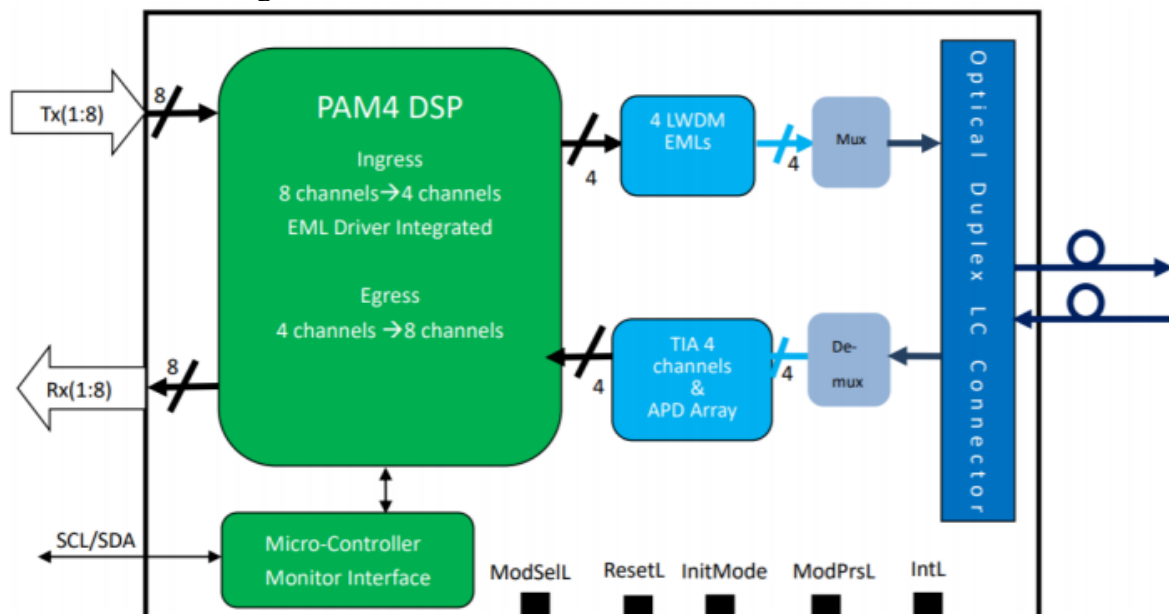 Tx(1:8)
8
PAM4 DSP
Ingress
8 channels→4 channels
EML Driver Integrated
Egress
4 channels →8 channels
4
4 LWDM
EMLs
4
Mux
Optical Duplex LC Connector
Rx(1:8)
8
4
TIA 4
channels
&
APD Array
4
De-
mux
SCL/SDA
Micro-Controller
Monitor Interface
ModSelL
ResetL
InitMode
ModPrsL
IntL